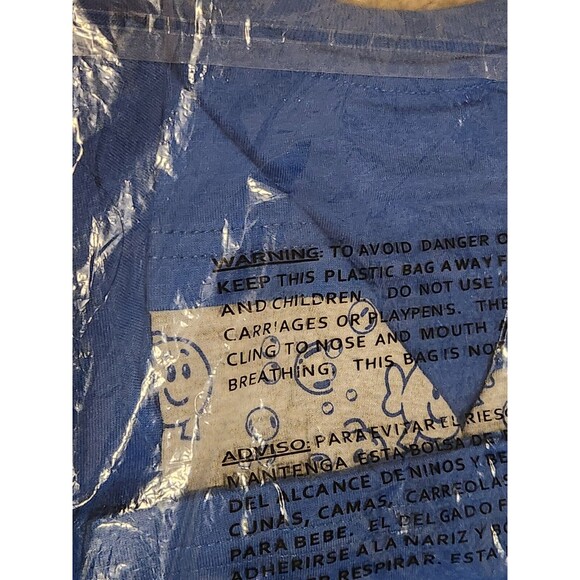 WARNING: TO AVOID DANGER O
KEEP THIS PLASTIC BAG AWAY F
AND CHILDREN. DO NOT USE
CARRIAGES OR PLAYPENS. THE
CLING TO NOSE AND MOUTH
BREATHING. THIS BAG IS NO
ADVISO: PARA EVITAR EL RIES
MANTENGA ESTA BOLSA DE
DEL ALCANCE DE NINOS Y BE
CUNAS, CAMAS, CARREOLAS
PARA BEBE. EL DELGADO F
ADHERIRSE A LA NARIZ Y BO
RESPIRAR. ESTA